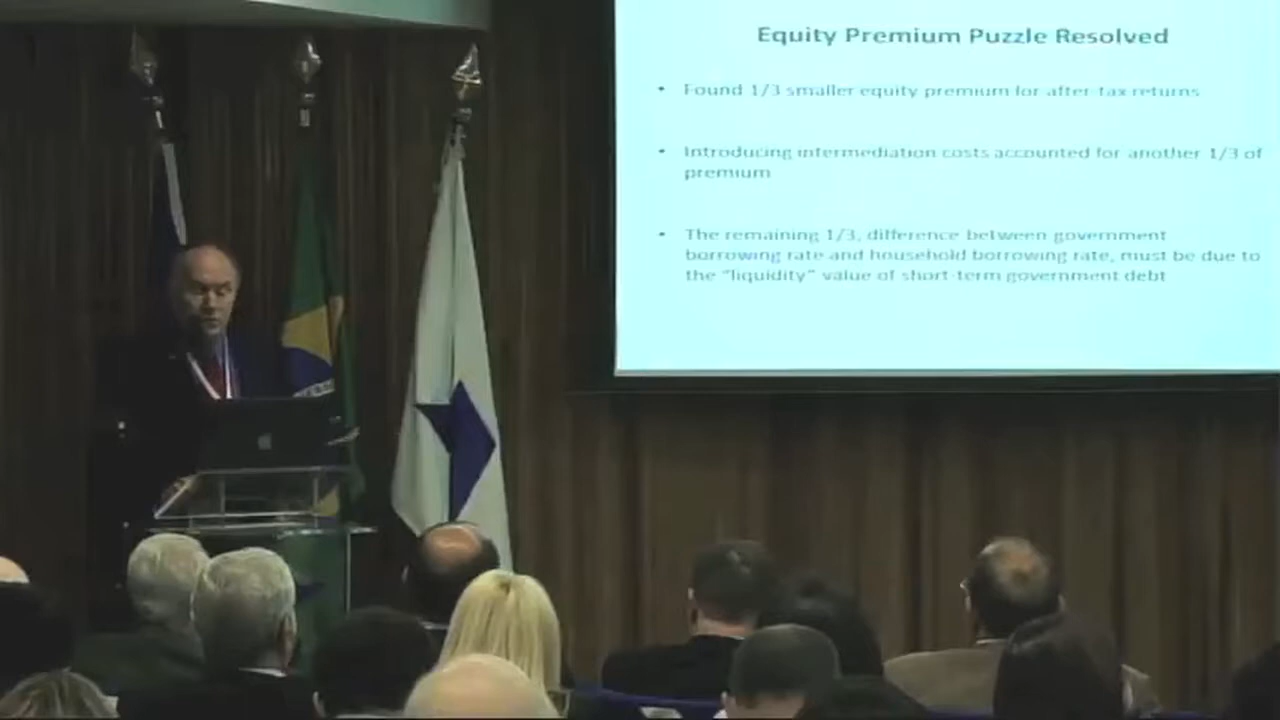 Equity Premium Puzzle Resolved
• Found 1/3 smaller equity premium for after-tax returns
• Introducing intermediation costs accounted for another 1/3 of
premium
• The remaining 1/3, difference between government
borrowing rate and household borrowing rate, must be due to
the "liquidity" value of short-term government debt